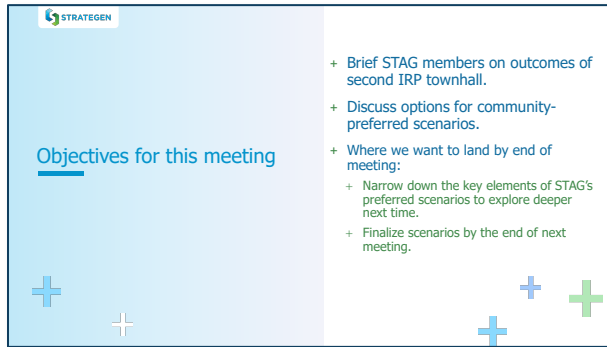 STRATEGEN
Objectives for this meeting
+ Brief STAG members on outcomes of
second IRP townhall.
+ Discuss options for community-
preferred scenarios.
+ Where we want to land by end of
meeting:
+ Narrow down the key elements of STAG's
preferred scenarios to explore deeper
next time.
+ Finalize scenarios by the end of next
meeting.